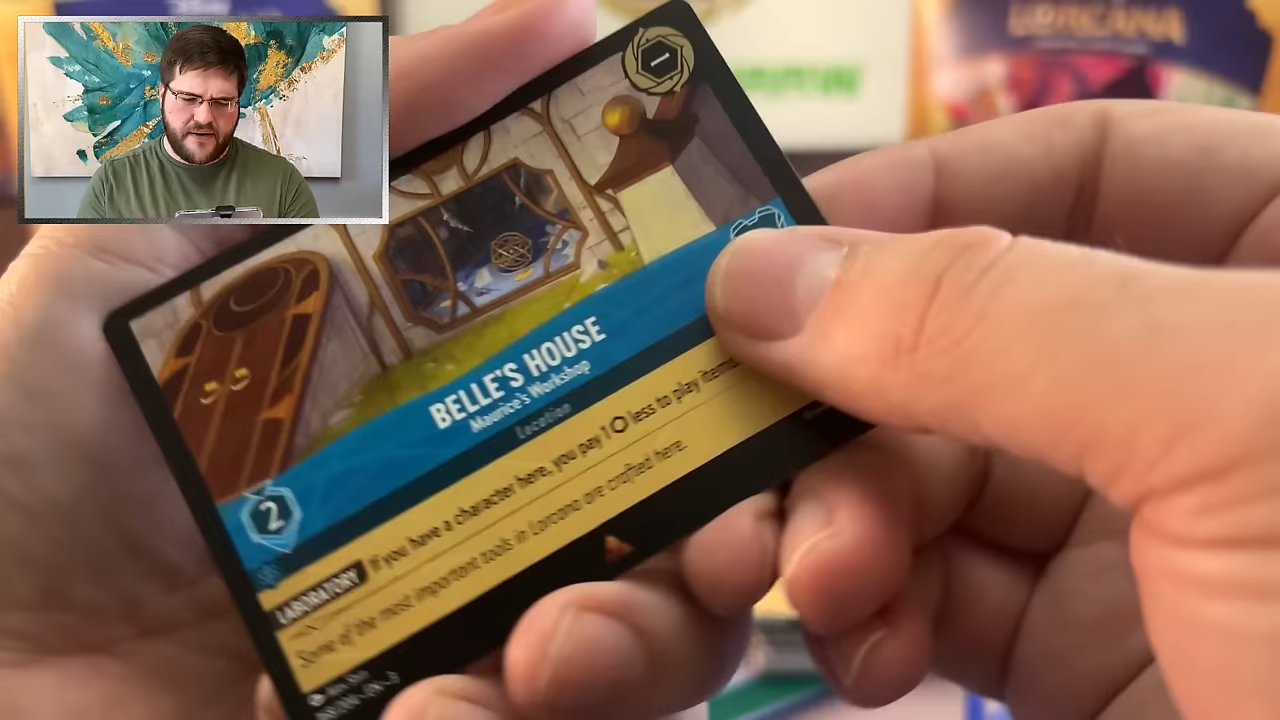 LORCANA
1
BELLE'S HOUSE
Maurice's Workshop
Location
2
LABORATORY If you have a character here, you pay 1 less to play items.
Some of the most important tools in Lorcana are crafted here.